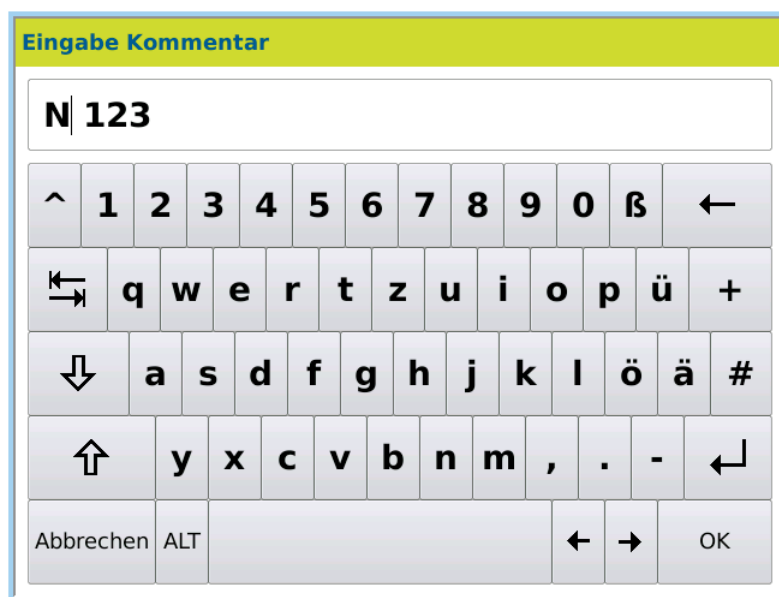 Eingabe Kommentar
N 123
^ 1 2 3 4 5 6 7 8 9 0 ß ←
q w e r t z u i o p ü +
a s d f g h j k l ö ä #
y x c v b n m , . -
Abbrechen ALT ← → OK